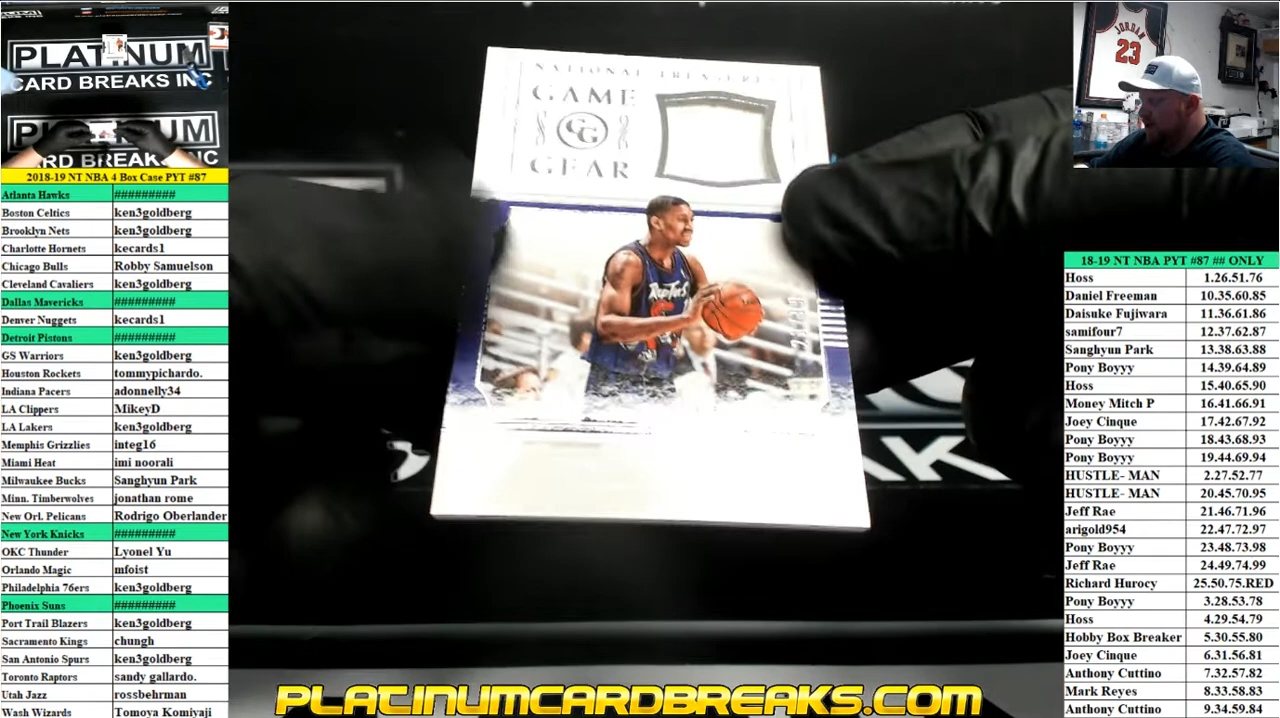 PLATINUM
CARD BREAKS INC
PLATINUM
CARD BREAKS INC
2018-19 NT NBA 4 Box Case PYT #87
Atlanta Hawks #########
Boston Celtics ken3goldberg
Brooklyn Nets ken3goldberg
Charlotte Hornets kecards1
Chicago Bulls Robby Samuelson
Cleveland Cavaliers ken3goldberg
Dallas Mavericks #########
Denver Nuggets kecards1
Detroit Pistons #########
GS Warriors ken3goldberg
Houston Rockets tommypichardo.
Indiana Pacers adonnelly34
LA Clippers MikeyD
LA Lakers ken3goldberg
Memphis Grizzlies integ16
Miami Heat imi noorali
Milwaukee Bucks Sanghyun Park
Minn. Timberwolves jonathan rome
New Orl. Pelicans Rodrigo Oberlander
New York Knicks #########
OKC Thunder Lyonel Yu
Orlando Magic mfoist
Philadelphia 76ers ken3goldberg
Phoenix Suns #########
Port Trail Blazers ken3goldberg
Sacramento Kings chungh
San Antonio Spurs ken3goldberg
Toronto Raptors sandy gallardo.
Utah Jazz rossbehrman
Wash Wizards Tomoya Komiyaji
NATIONAL TREASURES
GAME
GG
GEAR
RAPTORS
PLATINUMCARDBREAKS.COM
JORDAN
23
18-19 NT NBA PYT #87 ## ONLY
Hoss 1.26.51.76
Daniel Freeman 10.35.60.85
Daisuke Fujiwara 11.36.61.86
samifour7 12.37.62.87
Sanghyun Park 13.38.63.88
Pony Boyyy 14.39.64.89
Hoss 15.40.65.90
Money Mitch P 16.41.66.91
Joey Cinque 17.42.67.92
Pony Boyyy 18.43.68.93
Pony Boyyy 19.44.69.94
HUSTLE- MAN 2.27.52.77
HUSTLE- MAN 20.45.70.95
Jeff Rae 21.46.71.96
arigold954 22.47.72.97
Pony Boyyy 23.48.73.98
Jeff Rae 24.49.74.99
Richard Hurocy 25.50.75.RED
Pony Boyyy 3.28.53.78
Hoss 4.29.54.79
Hobby Box Breaker 5.30.55.80
Joey Cinque 6.31.56.81
Anthony Cuttino 7.32.57.82
Mark Reyes 8.33.58.83
Anthony Cuttino 9.34.59.84